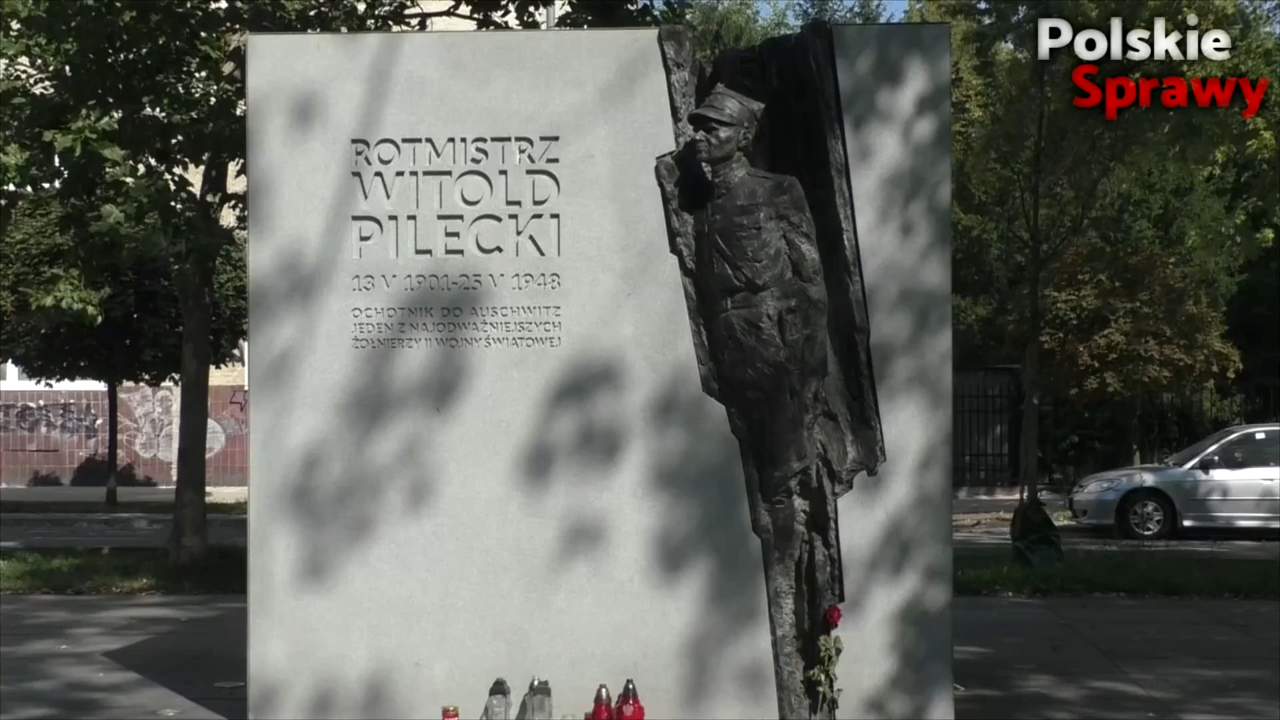 Polskie
Sprawy
ROTMISTRZ
WITOLD
PILECKI
13 V 1901-25 V 1948
OCHOTNIK DO AUSCHWITZ
JEDEN Z NAJODWAŻNIEJSZYCH
ŻOŁNIERZY II WOJNY ŚWIATOWEJ